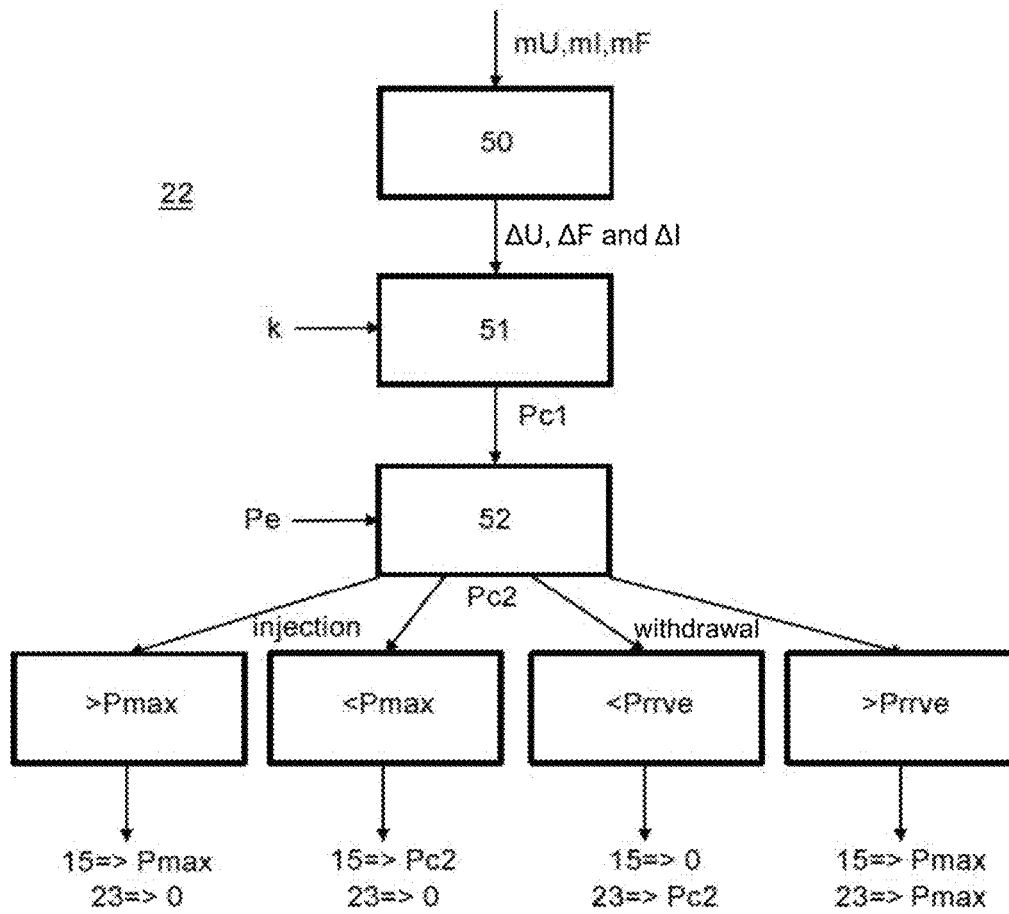 mU,mI,mF
50
22
ΔU, ΔF and ΔI
k
51
Pc1
Pe
52
Pc2
injection
withdrawal
>Pmax
<Pmax
<Prrve
>Prrve
15=> Pmax
23=> 0
15=> Pc2
23=> 0
15=> 0
23=> Pc2
15=> Pmax
23=> Pmax